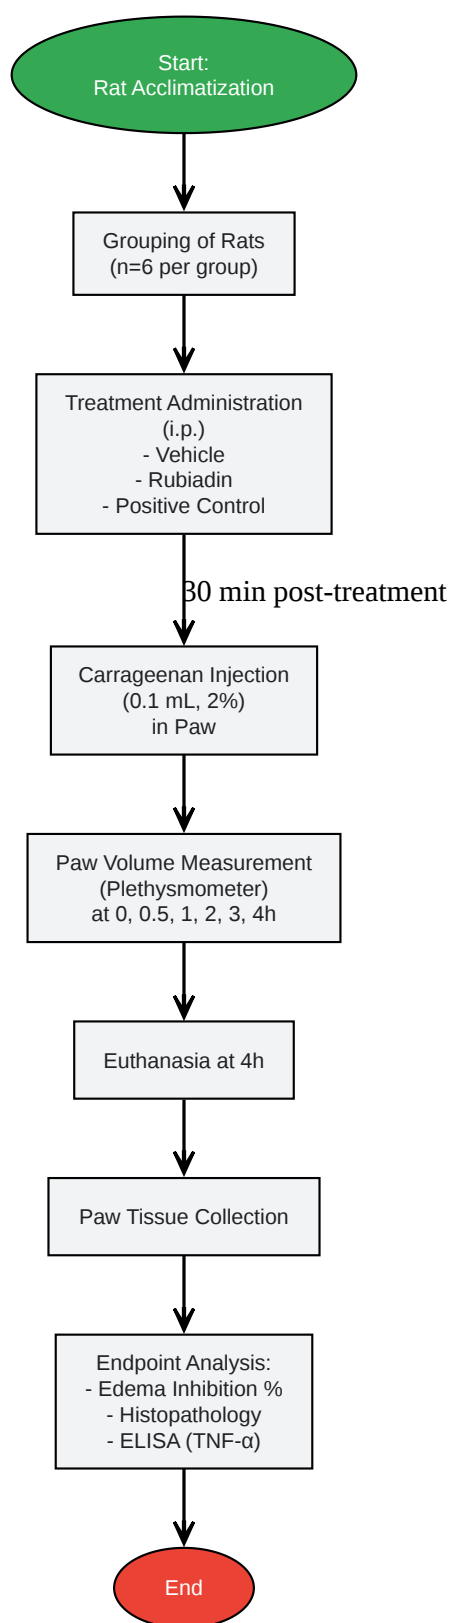 Start:
Rat Acclimatization
Grouping of Rats
(n=6 per group)
Treatment Administration
(i.p.)
- Vehicle
- Rubiadin
- Positive Control
30 min post-treatment
Carrageenan Injection
(0.1 mL, 2%)
in Paw
Paw Volume Measurement
(Plethysmometer)
at 0, 0.5, 1, 2, 3, 4h
Euthanasia at 4h
Paw Tissue Collection
Endpoint Analysis:
- Edema Inhibition %
- Histopathology
- ELISA (TNF-α)
End